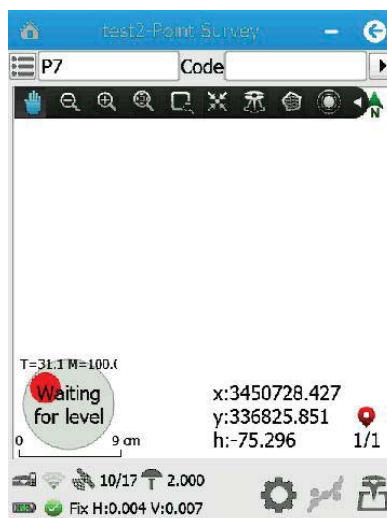 test2-Point Survey
P7 Code
N
T=31.1 M=100.(
Waiting
for level
0 9 cm
x:3450728.427
y:336825.851
h:-75.296 1/1
10/17 2.000
Fix H:0.004 V:0.007